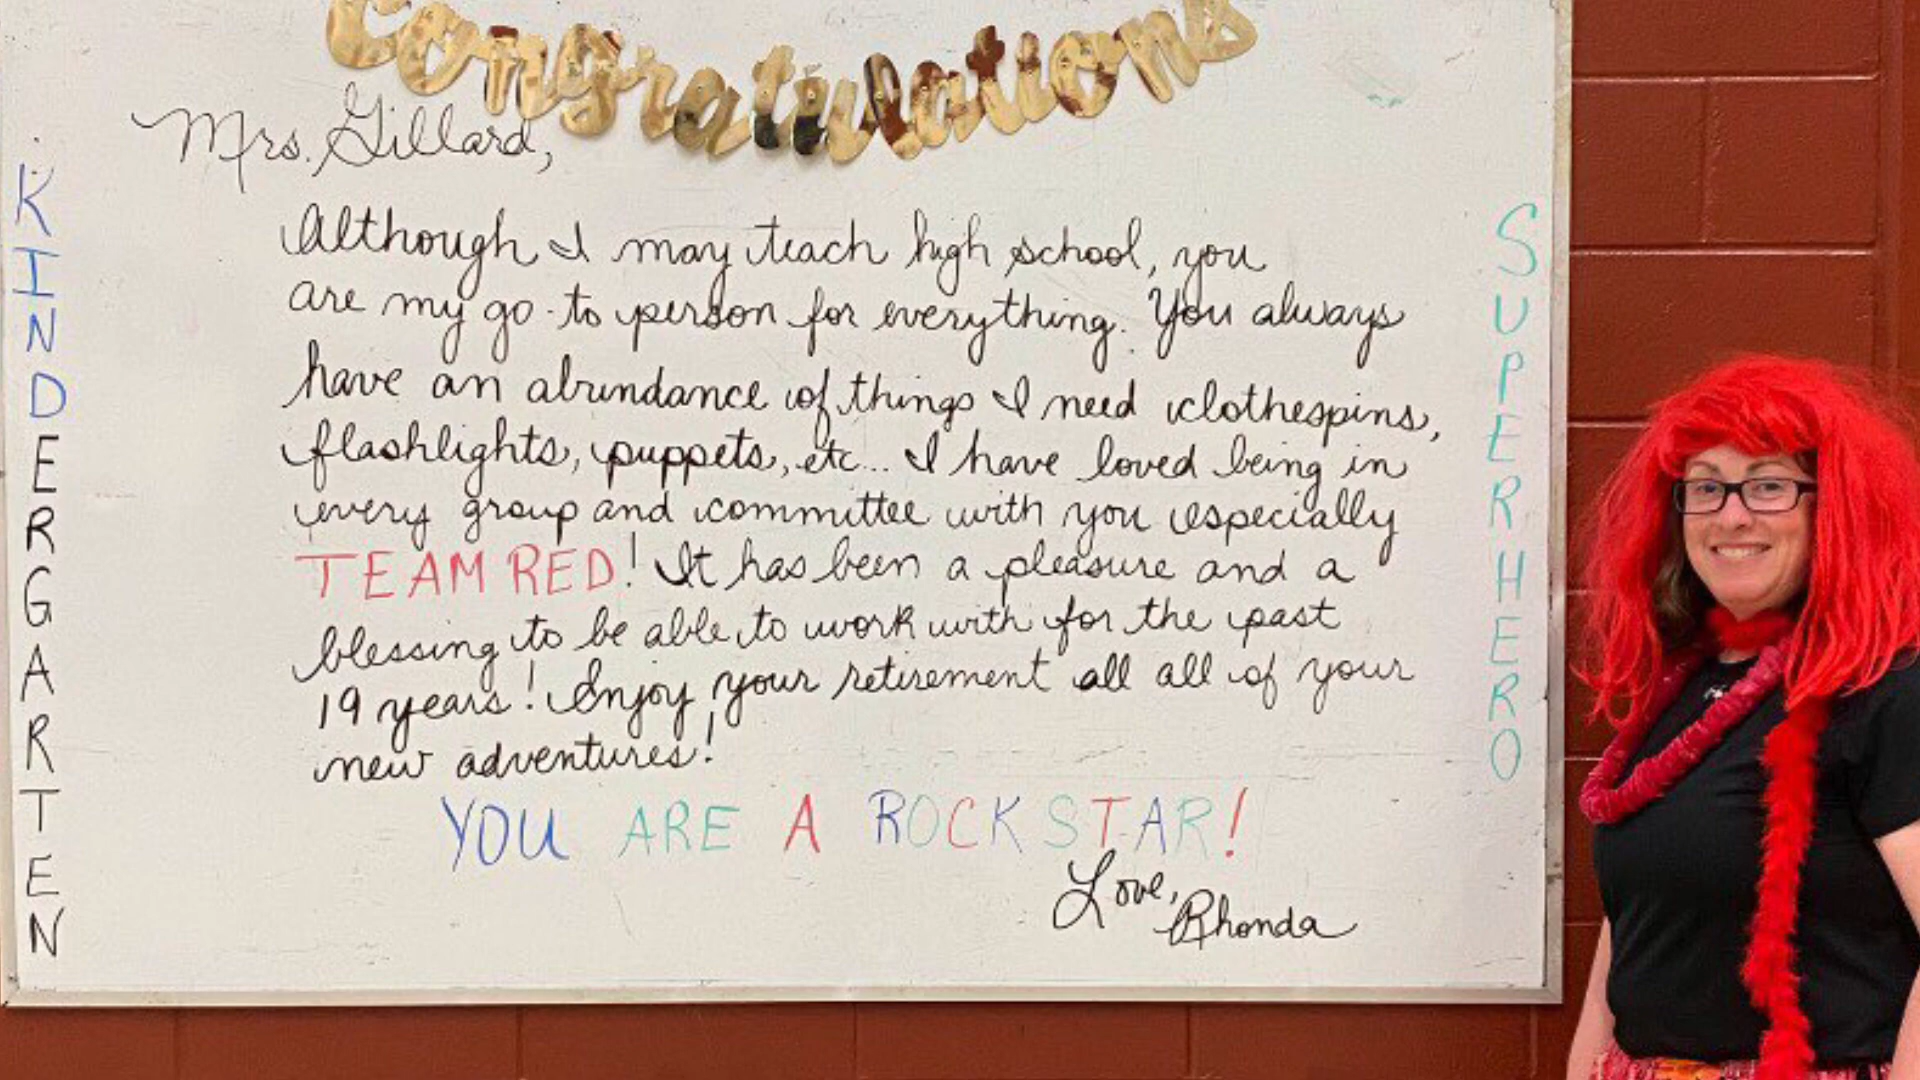 Congratulations
Mrs. Gillard,
Although I may teach high school, you
are my go-to person for everything. You always
have an abundance of things I need clothespins,
flashlights, puppets, etc... I have loved being in
every group and committee with you especially
TEAM RED! It has been a pleasure and a
blessing to be able to work with for the past
19 years! Enjoy your retirement all all of your
new adventures!
YOU ARE A ROCKSTAR!
Love,
Rhonda
KINDERGARTEN
SUPERHERO